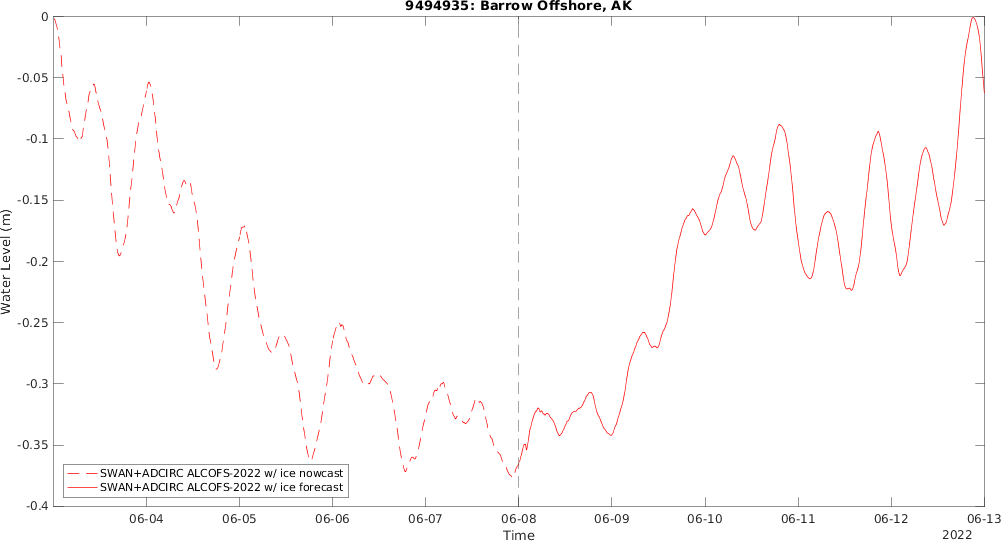 9494935: Barrow Offshore, AK
0
-0.05
-0.1
-0.15
-0.2
-0.25
-0.3
-0.35
-0.4
Water Level (m)
SWAN+ADCIRC ALCOFS-2022 w/ ice nowcast
SWAN+ADCIRC ALCOFS-2022 w/ ice forecast
06-04 06-05 06-06 06-07 06-08 06-09 06-10 06-11 06-12 06-13
Time
2022